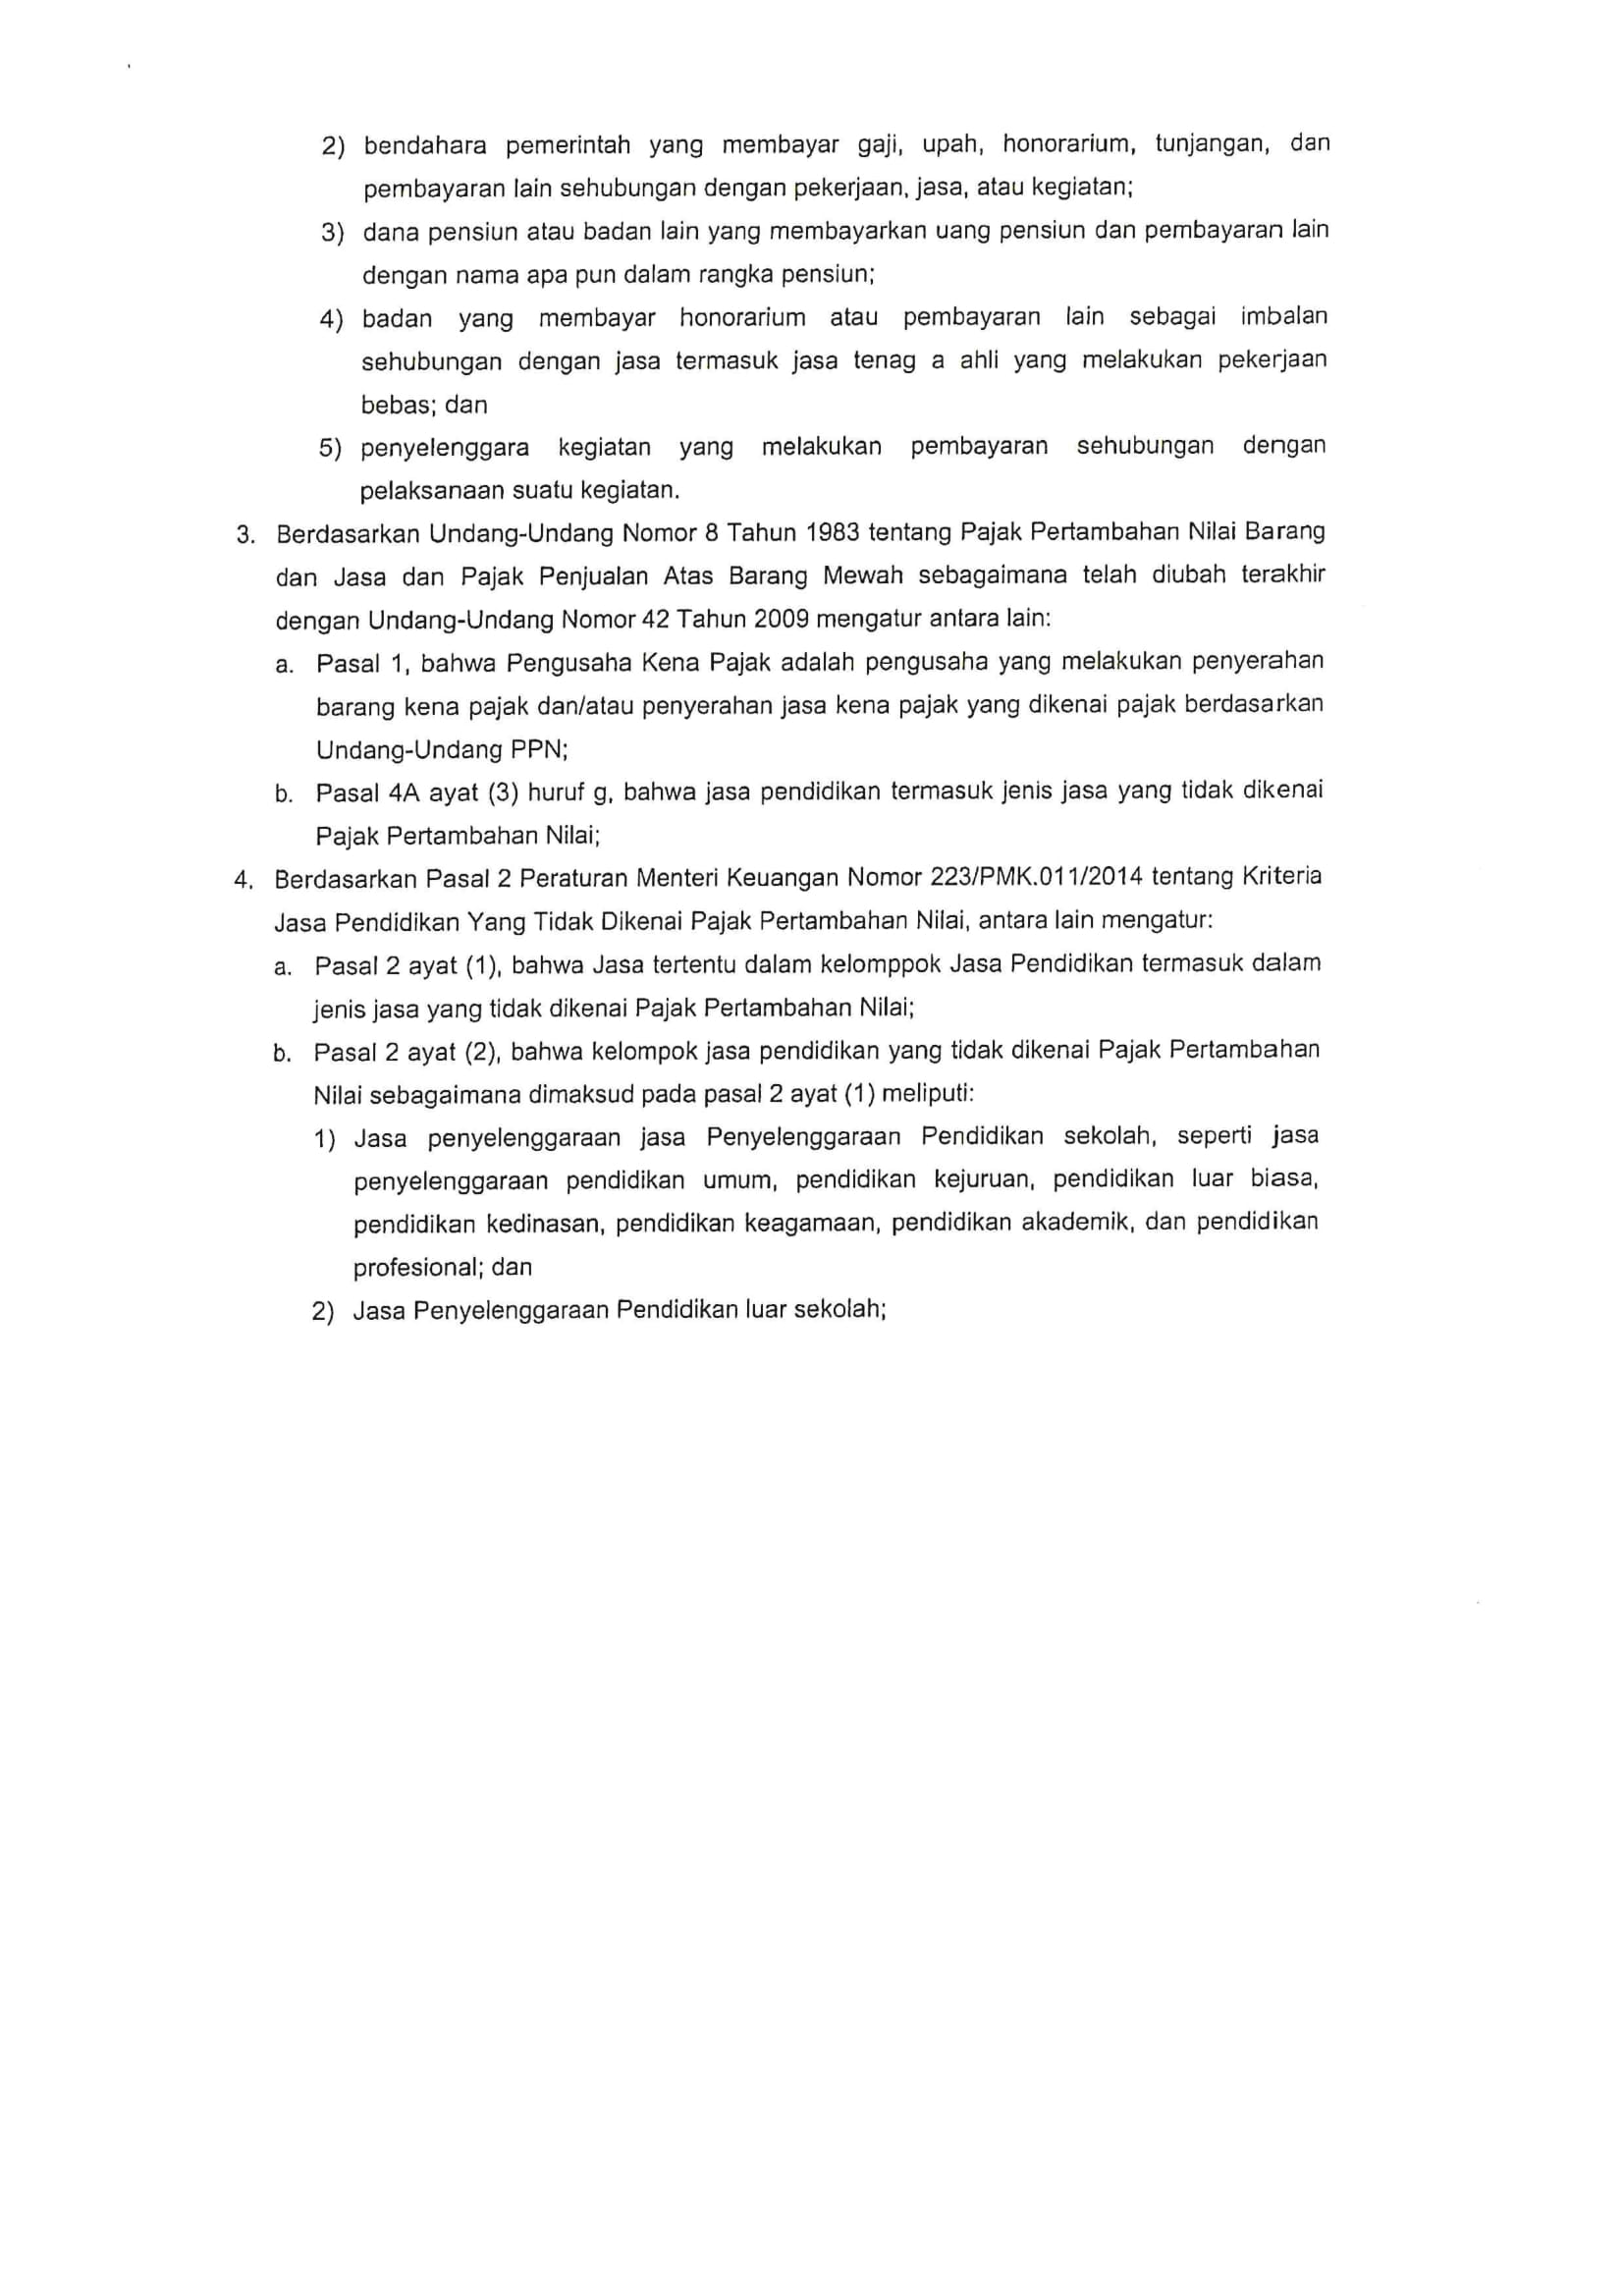 2) bendahara pemerintah yang membayar gaji, upah, honorarium, tunjangan, dan
pembayaran lain sehubungan dengan pekerjaan, jasa, atau kegiatan;
3) dana pensiun atau badan lain yang membayarkan uang pensiun dan pembayaran lain
dengan nama apa pun dalam rangka pensiun;
4) badan yang membayar honorarium atau pembayaran lain sebagai imbalan
sehubungan dengan jasa termasuk jasa tenag a ahli yang melakukan pekerjaan
bebas; dan
5) penyelenggara kegiatan yang melakukan pembayaran sehubungan dengan
pelaksanaan suatu kegiatan.
3. Berdasarkan Undang-Undang Nomor 8 Tahun 1983 tentang Pajak Pertambahan Nilai Barang
dan Jasa dan Pajak Penjualan Atas Barang Mewah sebagaimana telah diubah terakhir
dengan Undang-Undang Nomor 42 Tahun 2009 mengatur antara lain:
a. Pasal 1, bahwa Pengusaha Kena Pajak adalah pengusaha yang melakukan penyerahan
barang kena pajak dan/atau penyerahan jasa kena pajak yang dikenai pajak berdasarkan
Undang-Undang PPN;
b. Pasal 4A ayat (3) huruf g, bahwa jasa pendidikan termasuk jenis jasa yang tidak dikenai
Pajak Pertambahan Nilai;
4. Berdasarkan Pasal 2 Peraturan Menteri Keuangan Nomor 223/PMK.011/2014 tentang Kriteria
Jasa Pendidikan Yang Tidak Dikenai Pajak Pertambahan Nilai, antara lain mengatur:
a. Pasal 2 ayat (1), bahwa Jasa tertentu dalam kelomppok Jasa Pendidikan termasuk dalam
jenis jasa yang tidak dikenai Pajak Pertambahan Nilai;
b. Pasal 2 ayat (2), bahwa kelompok jasa pendidikan yang tidak dikenai Pajak Pertambahan
Nilai sebagaimana dimaksud pada pasal 2 ayat (1) meliputi:
1) Jasa penyelenggaraan jasa Penyelenggaraan Pendidikan sekolah, seperti jasa
penyelenggaraan pendidikan umum, pendidikan kejuruan, pendidikan luar biasa,
pendidikan kedinasan, pendidikan keagamaan, pendidikan akademik, dan pendidikan
profesional; dan
2) Jasa Penyelenggaraan Pendidikan luar sekolah;